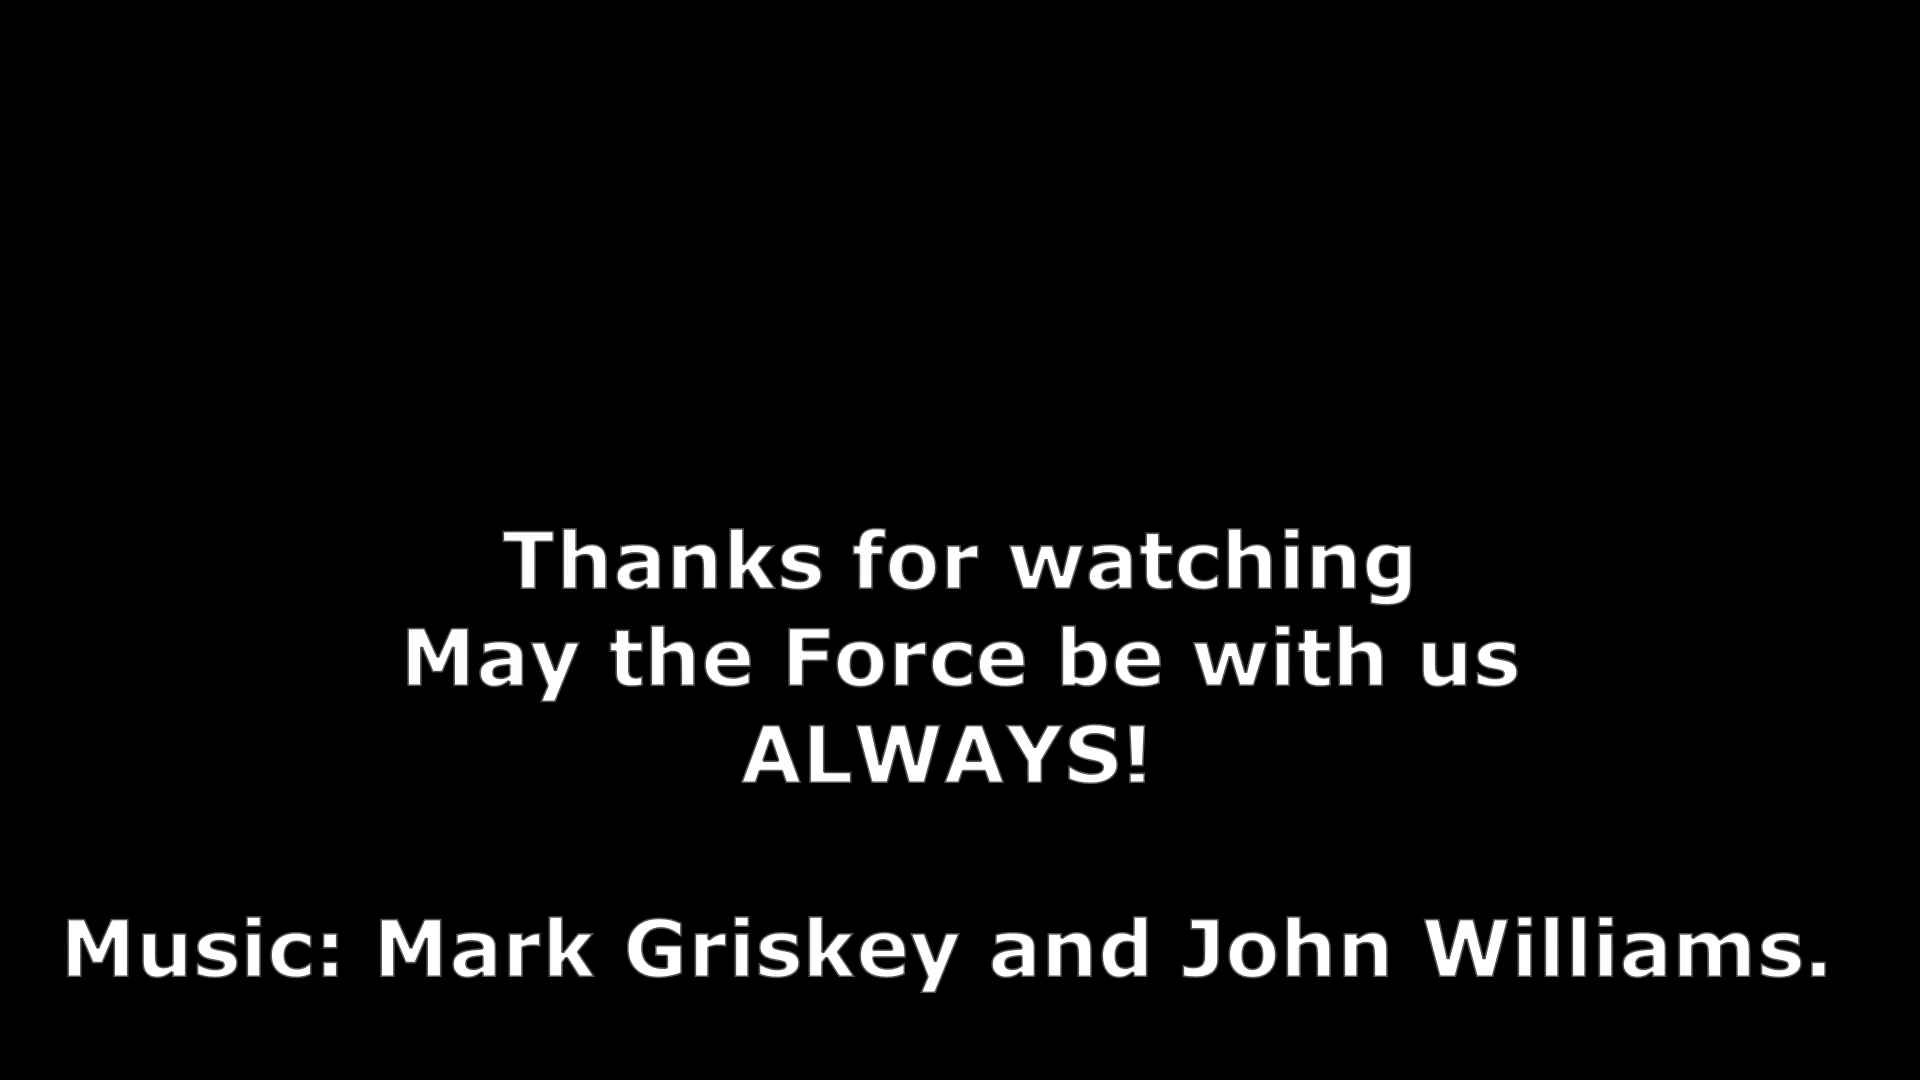 Thanks for watching
May the Force be with us
ALWAYS!
Music: Mark Griskey and John Williams.